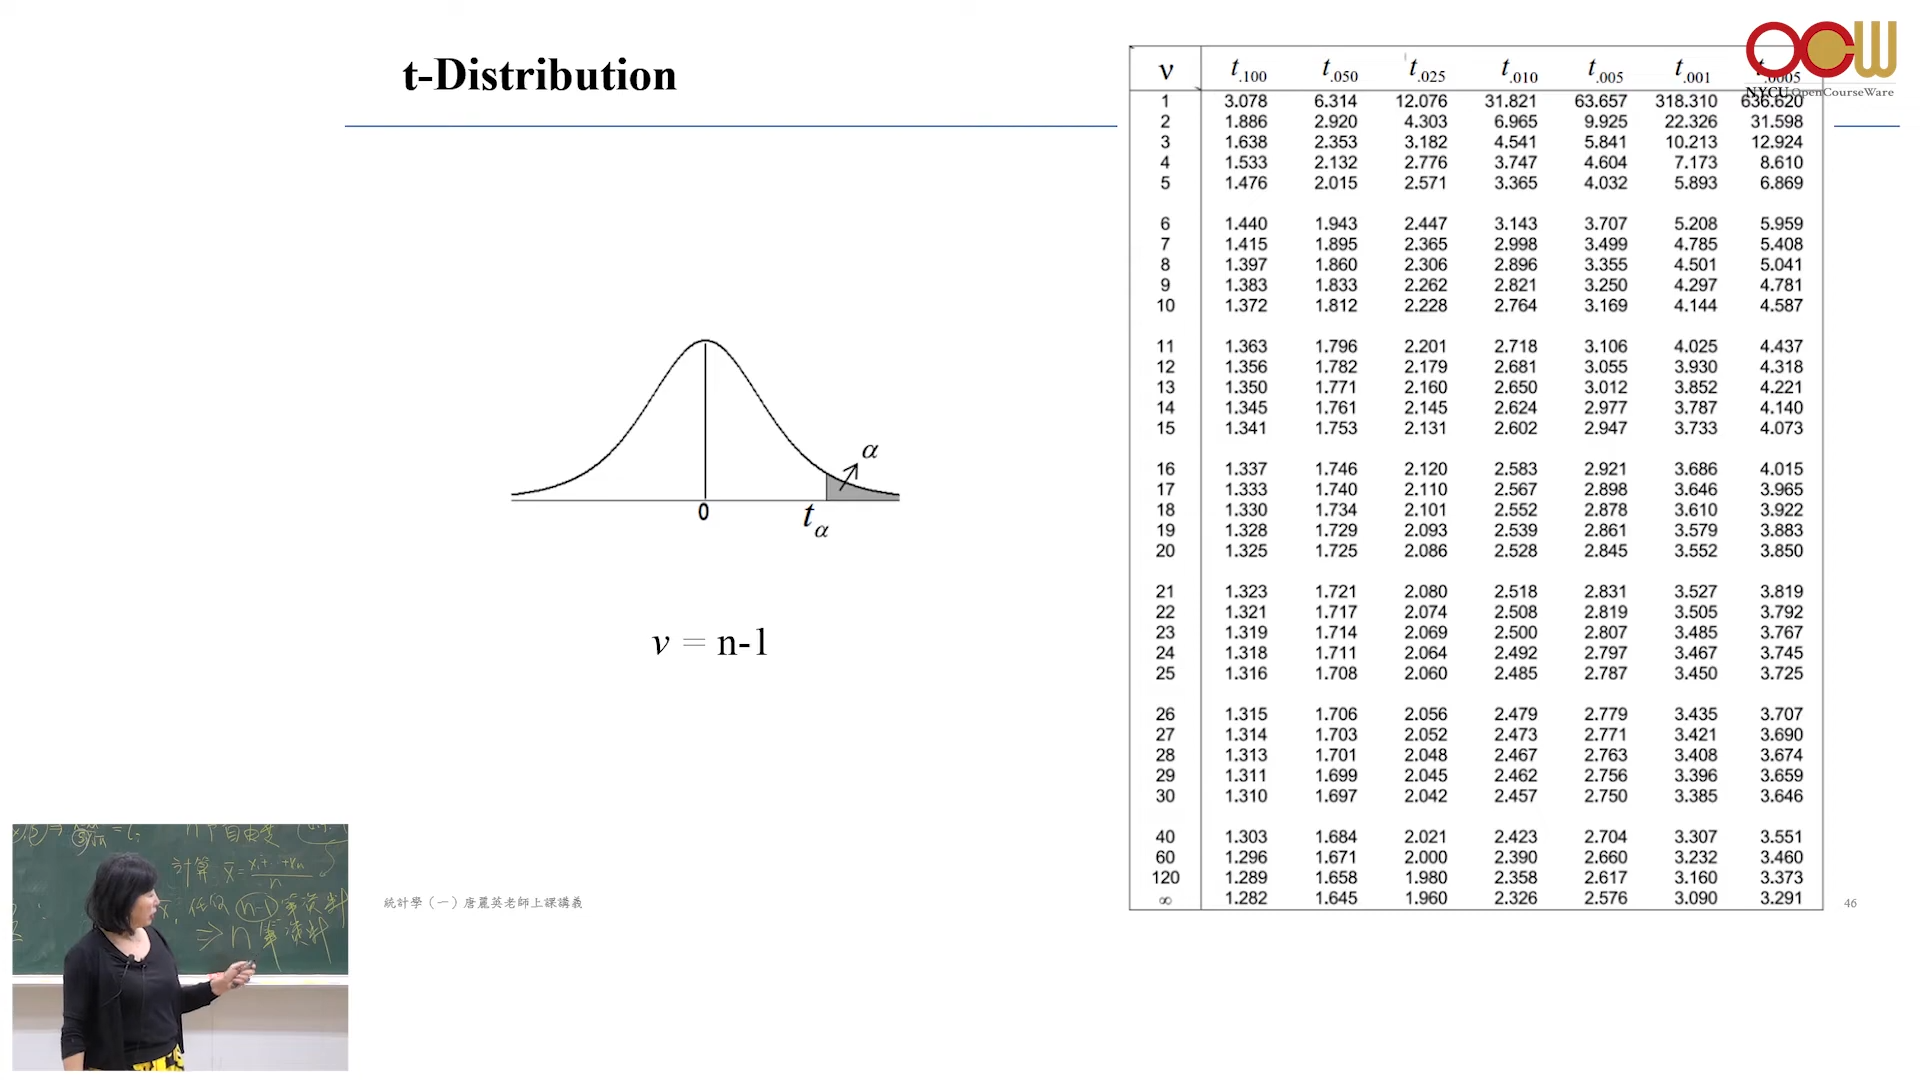 t-Distribution
OCW
NYCU OpenCourseWare
ν t.100 t.050 t.025 t.010 t.005 t.001 t.0005
1 3.078 6.314 12.076 31.821 63.657 318.310 636.620
2 1.886 2.920 4.303 6.965 9.925 22.326 31.598
3 1.638 2.353 3.182 4.541 5.841 10.213 12.924
4 1.533 2.132 2.776 3.747 4.604 7.173 8.610
5 1.476 2.015 2.571 3.365 4.032 5.893 6.869
6 1.440 1.943 2.447 3.143 3.707 5.208 5.959
7 1.415 1.895 2.365 2.998 3.499 4.785 5.408
8 1.397 1.860 2.306 2.896 3.355 4.501 5.041
9 1.383 1.833 2.262 2.821 3.250 4.297 4.781
10 1.372 1.812 2.228 2.764 3.169 4.144 4.587
11 1.363 1.796 2.201 2.718 3.106 4.025 4.437
12 1.356 1.782 2.179 2.681 3.055 3.930 4.318
13 1.350 1.771 2.160 2.650 3.012 3.852 4.221
14 1.345 1.761 2.145 2.624 2.977 3.787 4.140
15 1.341 1.753 2.131 2.602 2.947 3.733 4.073
16 1.337 1.746 2.120 2.583 2.921 3.686 4.015
17 1.333 1.740 2.110 2.567 2.898 3.646 3.965
18 1.330 1.734 2.101 2.552 2.878 3.610 3.922
19 1.328 1.729 2.093 2.539 2.861 3.579 3.883
20 1.325 1.725 2.086 2.528 2.845 3.552 3.850
21 1.323 1.721 2.080 2.518 2.831 3.527 3.819
22 1.321 1.717 2.074 2.508 2.819 3.505 3.792
23 1.319 1.714 2.069 2.500 2.807 3.485 3.767
24 1.318 1.711 2.064 2.492 2.797 3.467 3.745
25 1.316 1.708 2.060 2.485 2.787 3.450 3.725
26 1.315 1.706 2.056 2.479 2.779 3.435 3.707
27 1.314 1.703 2.052 2.473 2.771 3.421 3.690
28 1.313 1.701 2.048 2.467 2.763 3.408 3.674
29 1.311 1.699 2.045 2.462 2.756 3.396 3.659
30 1.310 1.697 2.042 2.457 2.750 3.385 3.646
40 1.303 1.684 2.021 2.423 2.704 3.307 3.551
60 1.296 1.671 2.000 2.390 2.660 3.232 3.460
120 1.289 1.658 1.980 2.358 2.617 3.160 3.373
∞ 1.282 1.645 1.960 2.326 2.576 3.090 3.291
α
0 tα
ν = n-1
自由度
計算 x̄ = x₁+...+xₙ / n
任何 n-1 筆資料
⇒ n 筆資料
統計學（一）唐麗英老師上課講義
46